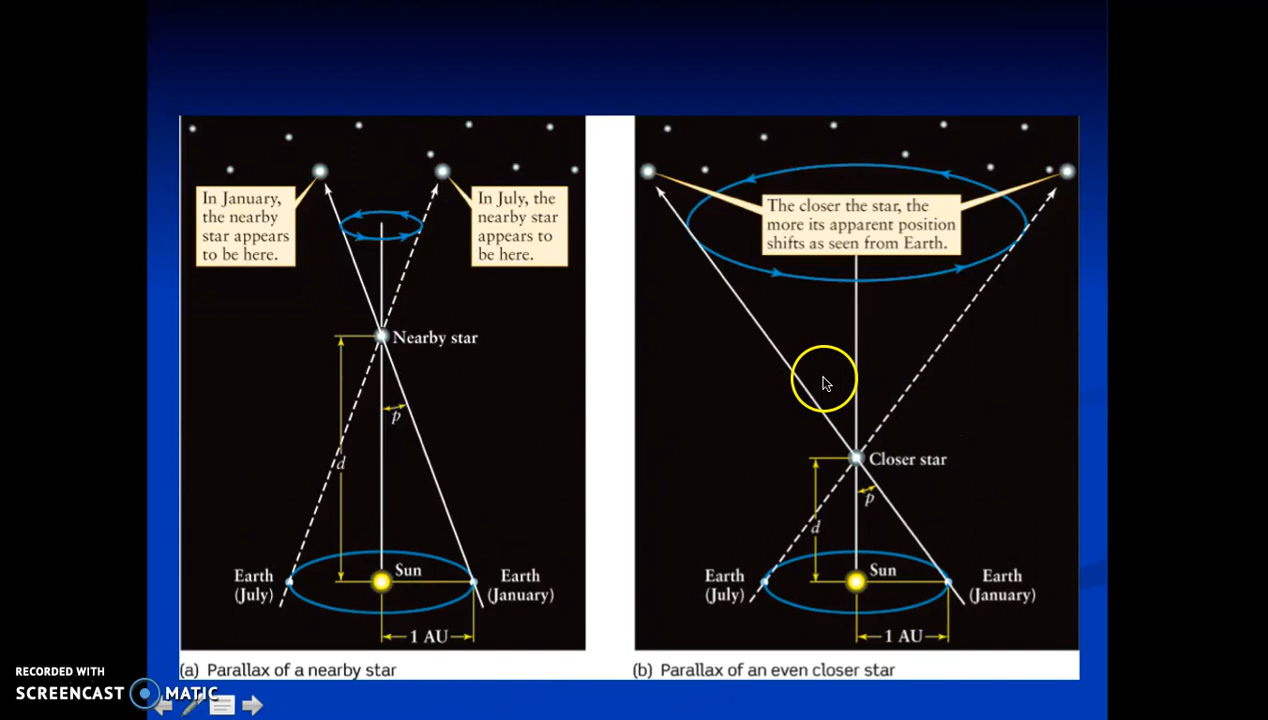 In January,
the nearby
star appears
to be here.
In July, the
nearby star
appears to
be here.
Nearby star
p
d
Earth
(July)
Sun
Earth
(January)
1 AU
(a) Parallax of a nearby star
The closer the star, the
more its apparent position
shifts as seen from Earth.
Closer star
p
d
Earth
(July)
Sun
Earth
(January)
1 AU
(b) Parallax of an even closer star
RECORDED WITH
SCREENCAST MATIC